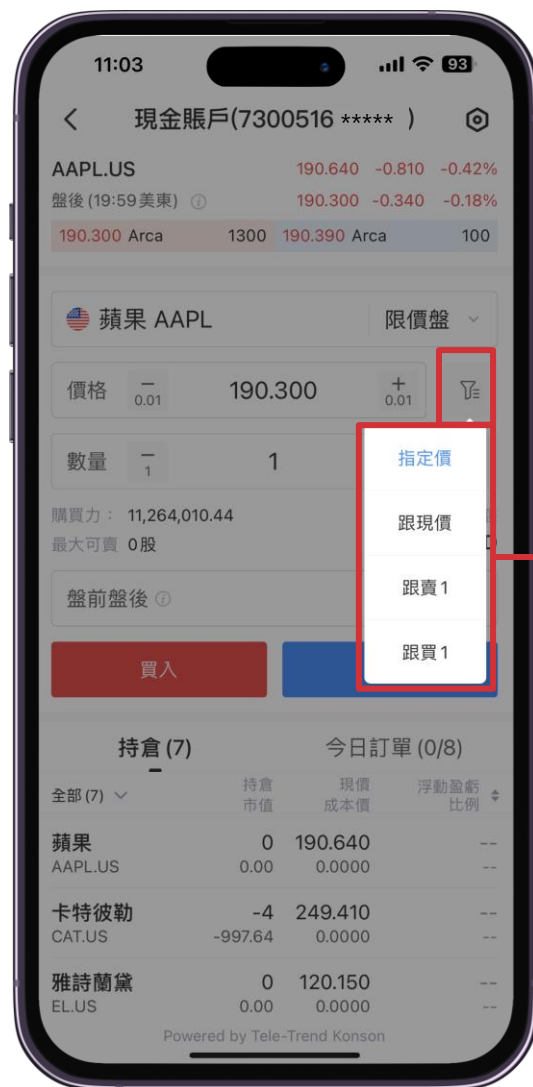 11:03 93
現金賬戶(7300516 ***** )
AAPL.US 190.640 -0.810 -0.42%
盤後 (19:59美東) 190.300 -0.340 -0.18%
190.300 Arca 1300 190.390 Arca 100
蘋果 AAPL 限價盤
價格 − 0.01 190.300 + 0.01
數量 − 1 1
指定價
跟現價
跟賣1
跟買1
購買力： 11,264,010.44
最大可賣 0股
盤前盤後
買入
持倉 (7) 今日訂單 (0/8)
全部 (7) 持倉 現價 浮動盈虧
市值 成本價 比例
蘋果 0 190.640 --
AAPL.US 0.00 0.0000 --
卡特彼勒 -4 249.410 --
CAT.US -997.64 0.0000 --
雅詩蘭黛 0 120.150 --
EL.US 0.00 0.0000 --
Powered by Tele-Trend Konson